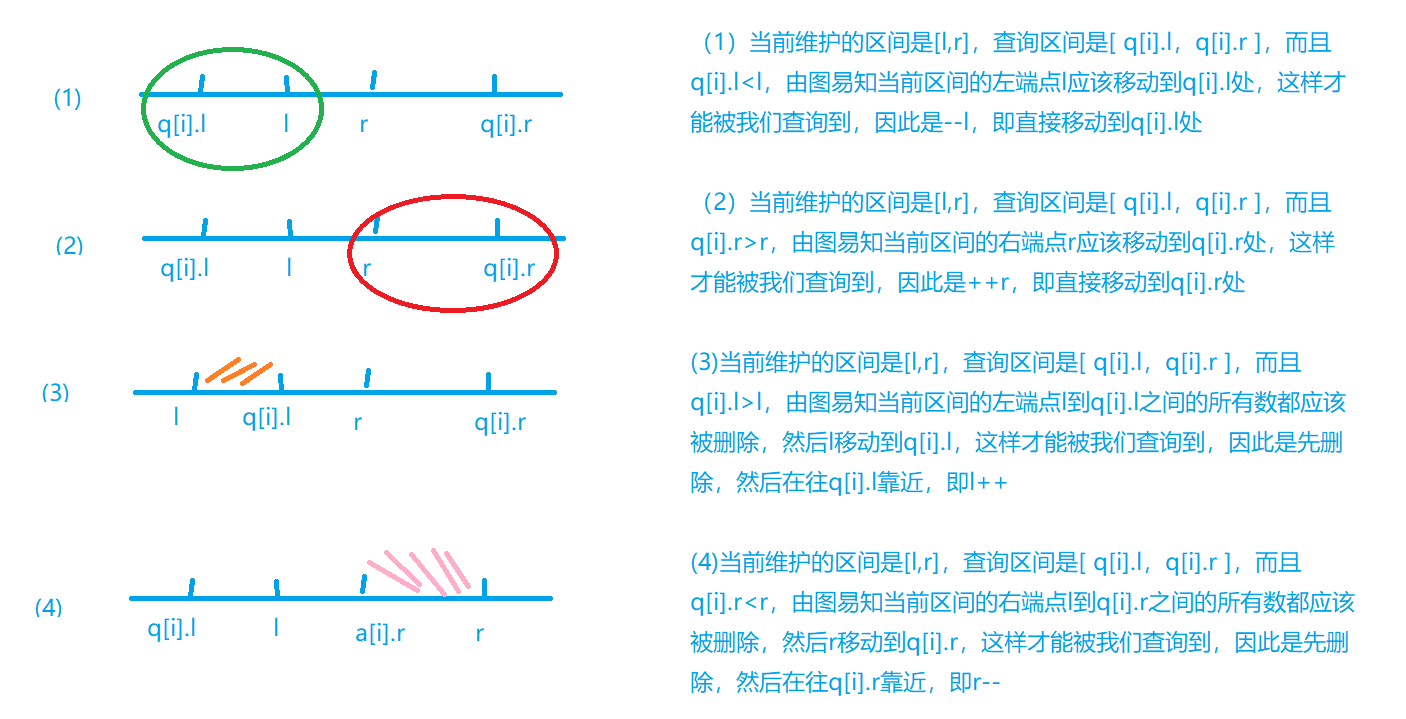 (1)
q[i].l l r q[i].r
（1）当前维护的区间是[l,r]，查询区间是[ q[i].l，q[i].r ]，而且
q[i].l<l，由图易知当前区间的左端点l应该移动到q[i].l处，这样才
能被我们查询到，因此是--l，即直接移动到q[i].l处
(2)
q[i].l l r q[i].r
（2）当前维护的区间是[l,r]，查询区间是[ q[i].l，q[i].r ]，而且
q[i].r>r，由图易知当前区间的右端点r应该移动到q[i].r处，这样
才能被我们查询到，因此是++r，即直接移动到q[i].r处
(3)
l q[i].l r q[i].r
(3)当前维护的区间是[l,r]，查询区间是[ q[i].l，q[i].r ]，而且
q[i].l>l，由图易知当前区间的左端点l到q[i].l之间的所有数都应该
被删除，然后l移动到q[i].l，这样才能被我们查询到，因此是先删
除，然后在往q[i].l靠近，即l++
(4)
q[i].l l a[i].r r
(4)当前维护的区间是[l,r]，查询区间是[ q[i].l，q[i].r ]，而且
q[i].r<r，由图易知当前区间的右端点l到q[i].r之间的所有数都应该
被删除，然后r移动到q[i].r，这样才能被我们查询到，因此是先删
除，然后在往q[i].r靠近，即r--